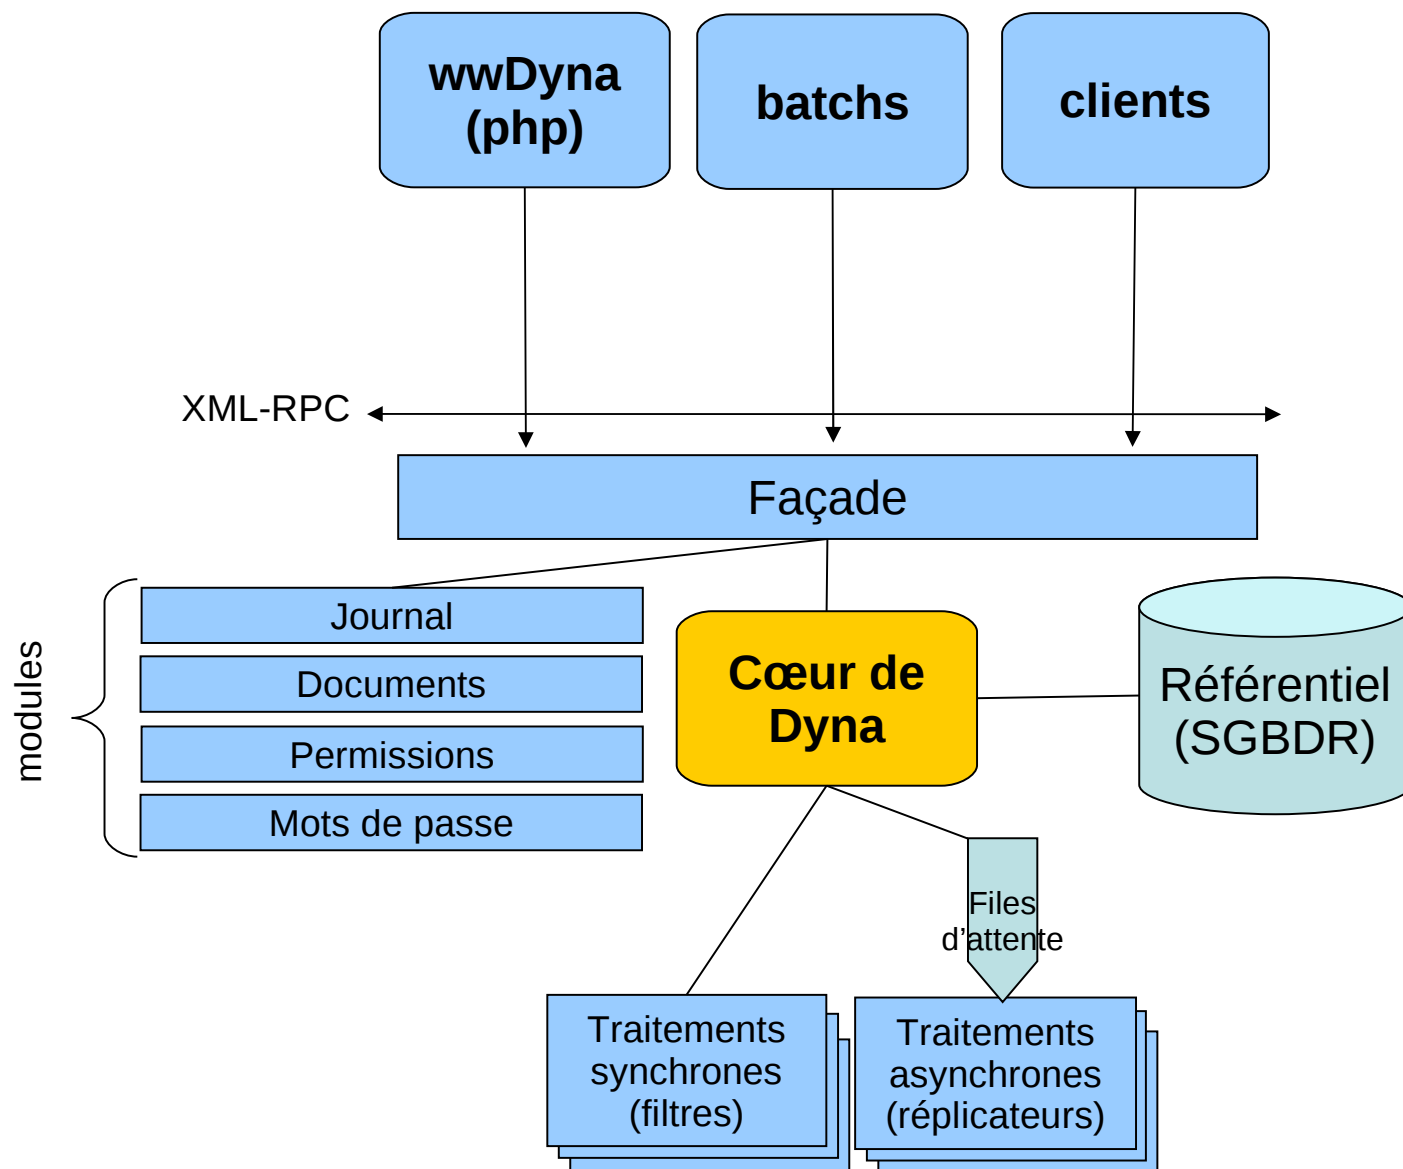 wwDyna
(php)
batchs
clients
XML-RPC
Façade
modules
Journal
Documents
Permissions
Mots de passe
Cœur de
Dyna
Référentiel
(SGBDR)
Files
d’attente
Traitements
synchrones
(filtres)
Traitements
asynchrones
(réplicateurs)